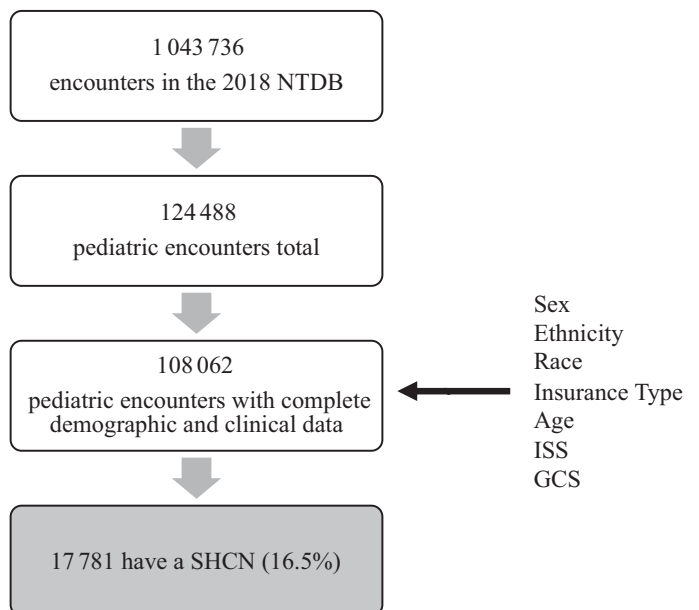 1 043 736
encounters in the 2018 NTDB
124 488
pediatric encounters total
108 062
pediatric encounters with complete
demographic and clinical data
Sex
Ethnicity
Race
Insurance Type
Age
ISS
GCS
17 781 have a SHCN (16.5%)